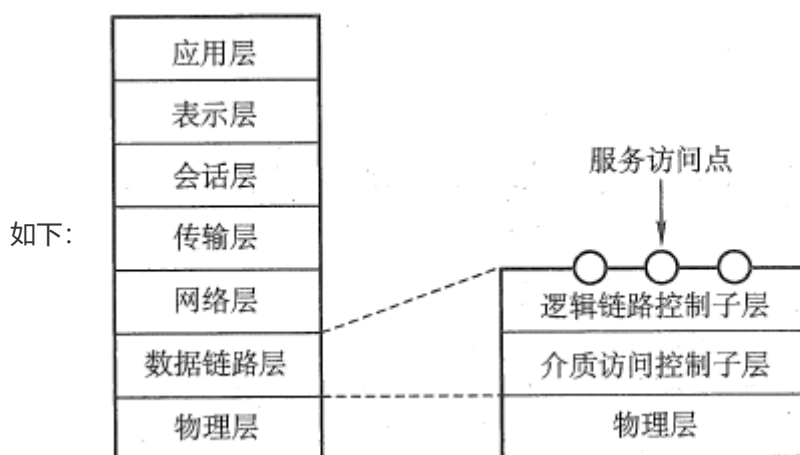 应用层
表示层
会话层
服务访问点
如下：
传输层
网络层
逻辑链路控制子层
数据链路层
介质访问控制子层
物理层
物理层